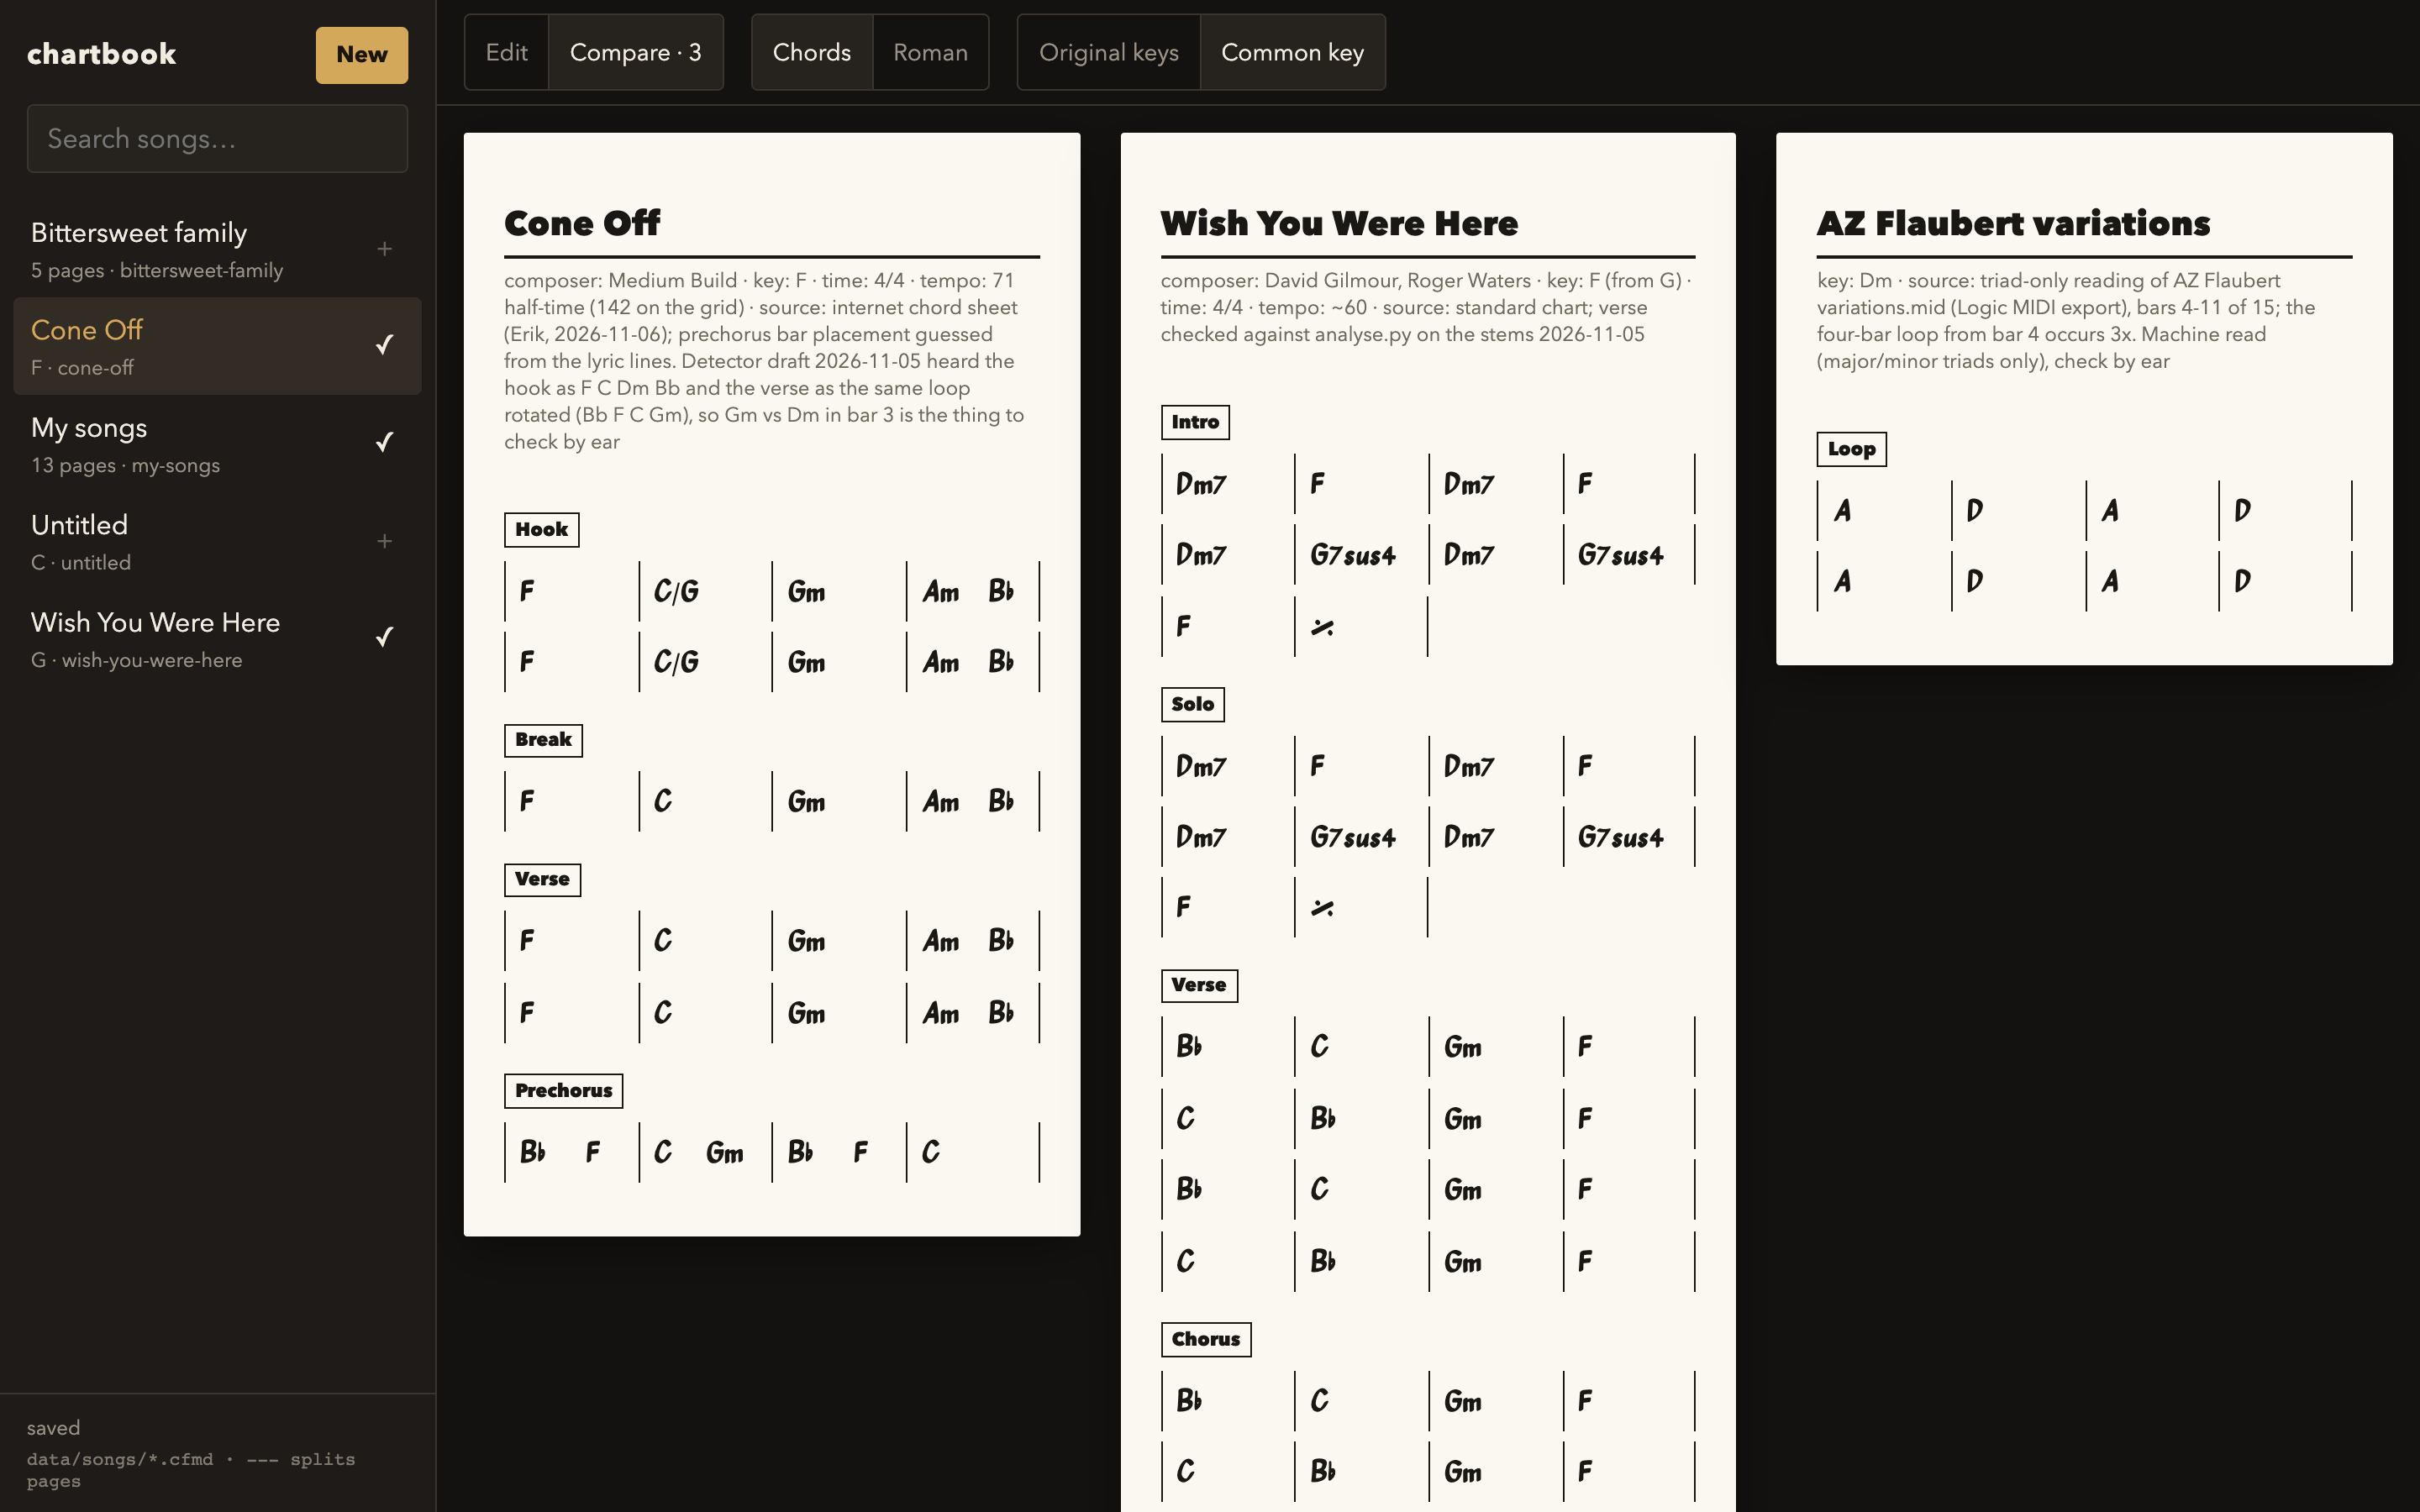 chartbook
New
Search songs...
Bittersweet family
+
5 pages · bittersweet-family
Cone Off
✓
F · cone-off
My songs
✓
13 pages · my-songs
Untitled
+
C · untitled
Wish You Were Here
✓
G · wish-you-were-here
saved
data/songs/*.cfmd · --- splits
pages
Edit
Compare · 3
Chords
Roman
Original keys
Common key
Cone Off
composer: Medium Build · key: F · time: 4/4 · tempo: 71
half-time (142 on the grid) · source: internet chord sheet
(Erik, 2026-11-06); prechorus bar placement guessed
from the lyric lines. Detector draft 2026-11-05 heard the
hook as F C Dm Bb and the verse as the same loop
rotated (Bb F C Gm), so Gm vs Dm in bar 3 is the thing to
check by ear
Hook
F C/G Gm Am B♭
F C/G Gm Am B♭
Break
F C Gm Am B♭
Verse
F C Gm Am B♭
F C Gm Am B♭
Prechorus
B♭ F C Gm B♭ F C
Wish You Were Here
composer: David Gilmour, Roger Waters · key: F (from G) ·
time: 4/4 · tempo: ~60 · source: standard chart; verse
checked against analyse.py on the stems 2026-11-05
Intro
Dm7 F Dm7 F
Dm7 G7sus4 Dm7 G7sus4
F 𝄎
Solo
Dm7 F Dm7 F
Dm7 G7sus4 Dm7 G7sus4
F 𝄎
Verse
B♭ C Gm F
C B♭ Gm F
B♭ C Gm F
C B♭ Gm F
Chorus
B♭ C Gm F
C B♭ Gm F
AZ Flaubert variations
key: Dm · source: triad-only reading of AZ Flaubert
variations.mid (Logic MIDI export), bars 4-11 of 15; the
four-bar loop from bar 4 occurs 3x. Machine read
(major/minor triads only), check by ear
Loop
A D A D
A D A D